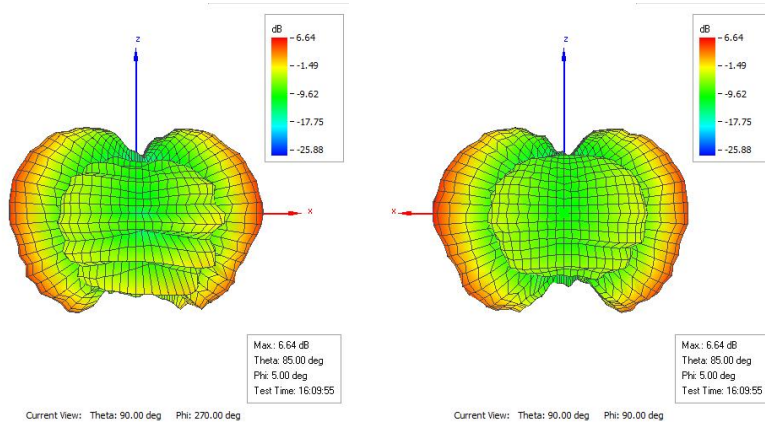 dB
6.64
-1.49
-9.62
-17.75
-25.88
z
x
Max.: 6.64 dB
Theta: 85.00 deg
Phi: 5.00 deg
Test Time: 16:09:55
Current View: Theta: 90.00 deg Phi: 270.00 deg
dB
6.64
-1.49
-9.62
-17.75
-25.88
z
x
Max.: 6.64 dB
Theta: 85.00 deg
Phi: 5.00 deg
Test Time: 16:09:55
Current View: Theta: 90.00 deg Phi: 90.00 deg